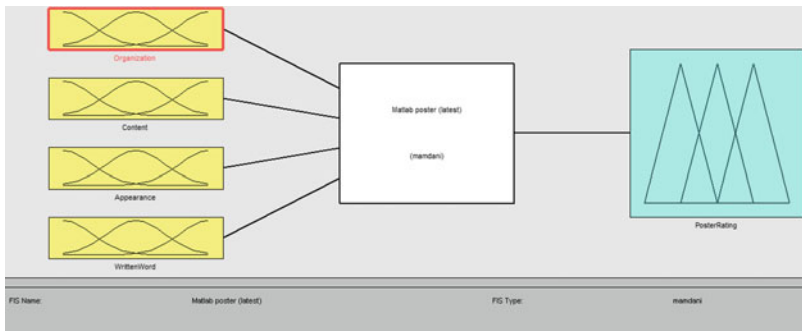 Organization
Content
Appearance
WrittenWord
Matlab poster (latest)
(mamdani)
PosterRating
FIS Name: Matlab poster (latest) FIS Type: mamdani